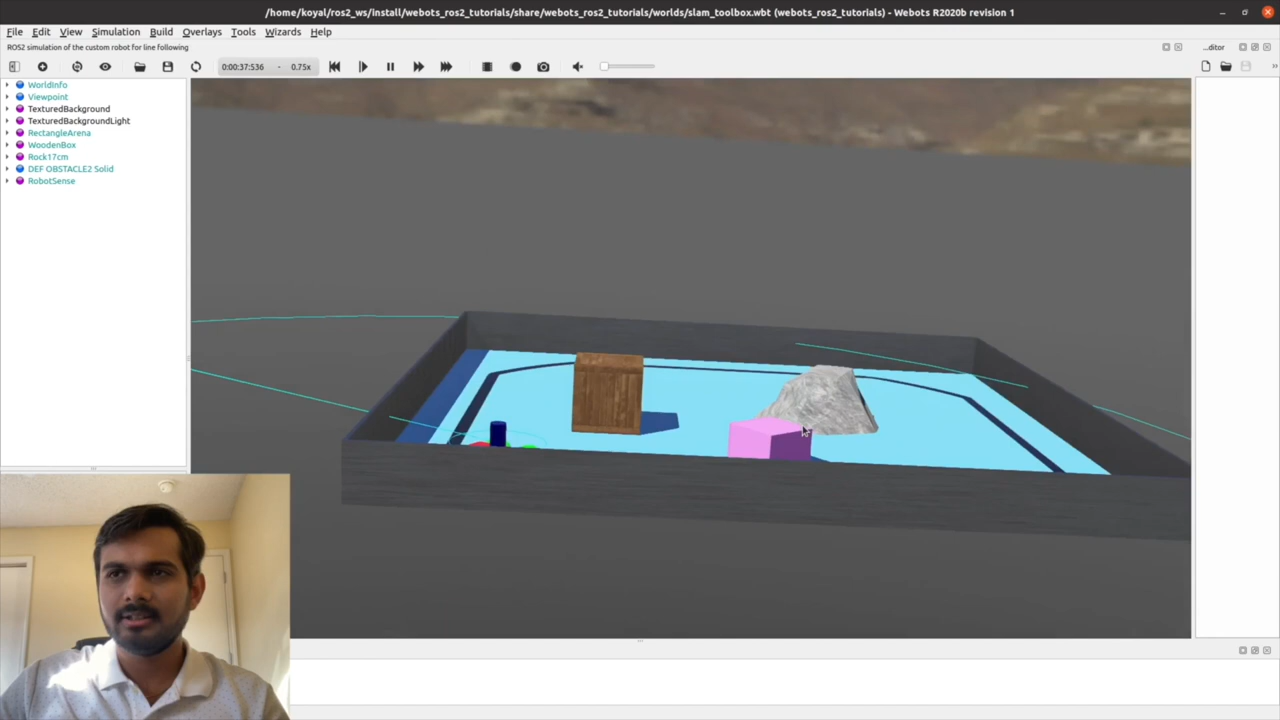 /home/koyal/ros2_ws/install/webots_ros2_tutorials/share/webots_ros2_tutorials/worlds/slam_toolbox.wbt (webots_ros2_tutorials) - Webots R2020b revision 1
File Edit View Simulation Build Overlays Tools Wizards Help
ROS2 simulation of the custom robot for line following
...ditor
0:00:37:536 - 0.75x
WorldInfo
Viewpoint
TexturedBackground
TexturedBackgroundLight
RectangleArena
WoodenBox
Rock17cm
DEF OBSTACLE2 Solid
RobotSense